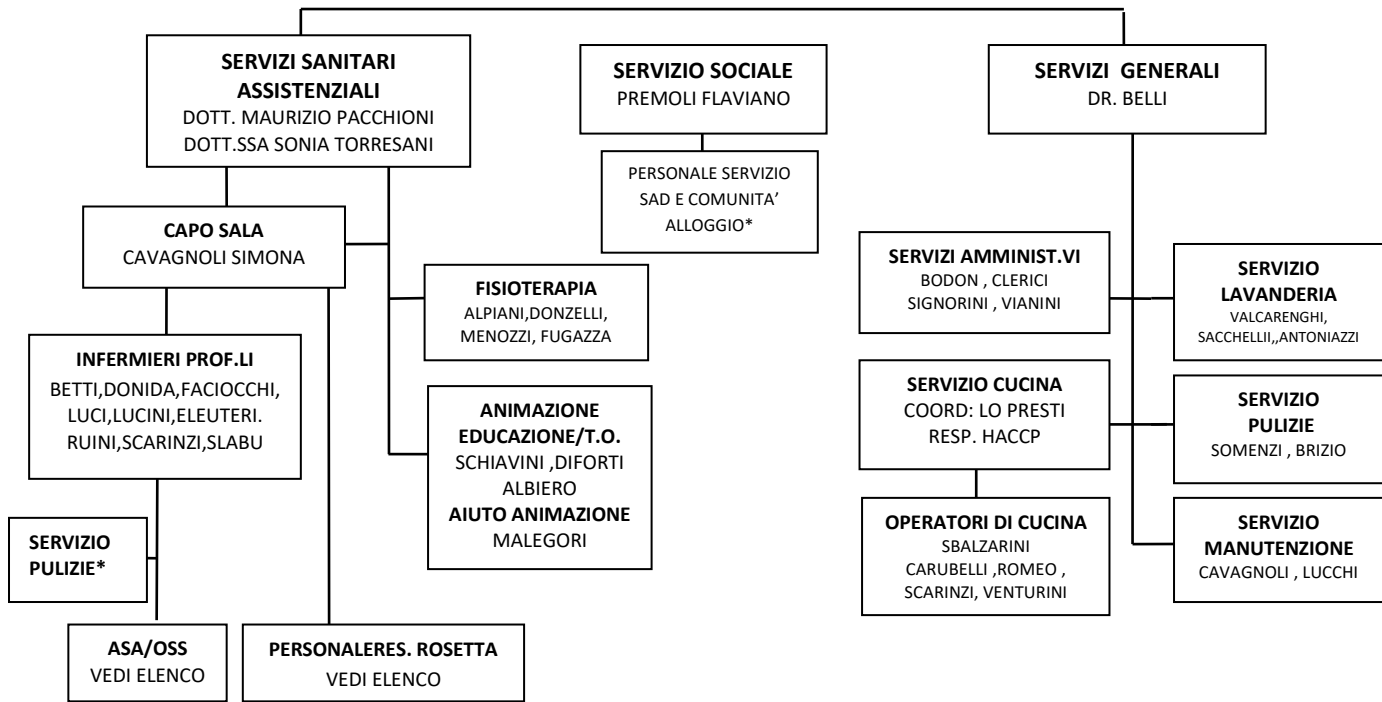 SERVIZI SANITARI
ASSISTENZIALI
DOTT. MAURIZIO PACCHIONI
DOTT.SSA SONIA TORRESANI
SERVIZIO SOCIALE
PREMOLI FLAVIANO
SERVIZI GENERALI
DR. BELLI
PERSONALE SERVIZIO
SAD E COMUNITA’
ALLOGGIO*
CAPO SALA
CAVAGNOLI SIMONA
FISIOTERAPIA
ALPIANI,DONZELLI,
MENOZZI, FUGAZZA
SERVIZI AMMINIST.VI
BODON , CLERICI
SIGNORINI , VIANINI
SERVIZIO
LAVANDERIA
VALCARENGHI,
SACCHELLII,,ANTONIAZZI
INFERMIERI PROF.LI
BETTI,DONIDA,FACIOCCHI,
LUCI,LUCINI,ELEUTERI.
RUINI,SCARINZI,SLABU
ANIMAZIONE
EDUCAZIONE/T.O.
SCHIAVINI ,DIFORTI
ALBIERO
AIUTO ANIMAZIONE
MALEGORI
SERVIZIO CUCINA
COORD: LO PRESTI
RESP. HACCP
SERVIZIO
PULIZIE
SOMENZI , BRIZIO
SERVIZIO
PULIZIE*
OPERATORI DI CUCINA
SBALZARINI
CARUBELLI ,ROMEO ,
SCARINZI, VENTURINI
SERVIZIO
MANUTENZIONE
CAVAGNOLI , LUCCHI
ASA/OSS
VEDI ELENCO
PERSONALERES. ROSETTA
VEDI ELENCO